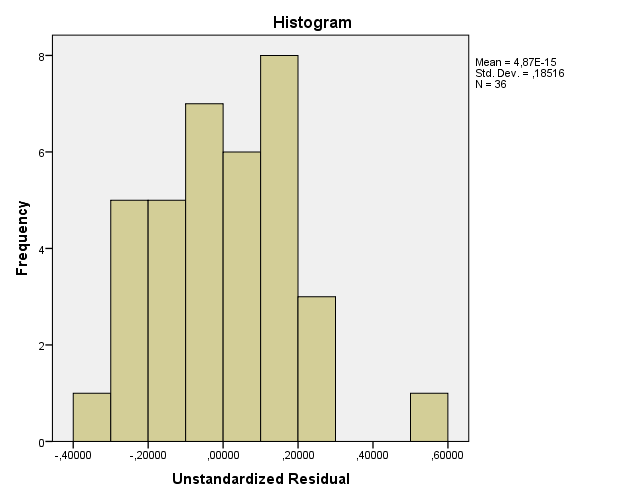 Histogram
Mean = 4,87E-15
Std. Dev. = ,18516
N = 36
8
6
4
2
0
Frequency
-,40000 -,20000 ,00000 ,20000 ,40000 ,60000
Unstandardized Residual